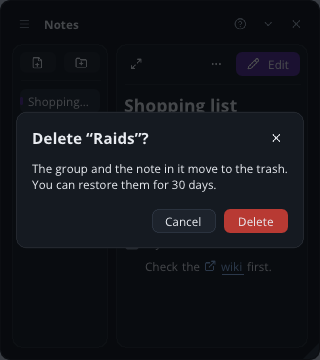 Notes
Edit
Shopping...
Shopping list
Delete “Raids”?
The group and the note in it move to the trash.
You can restore them for 30 days.
Cancel
Delete
Check the wiki first.